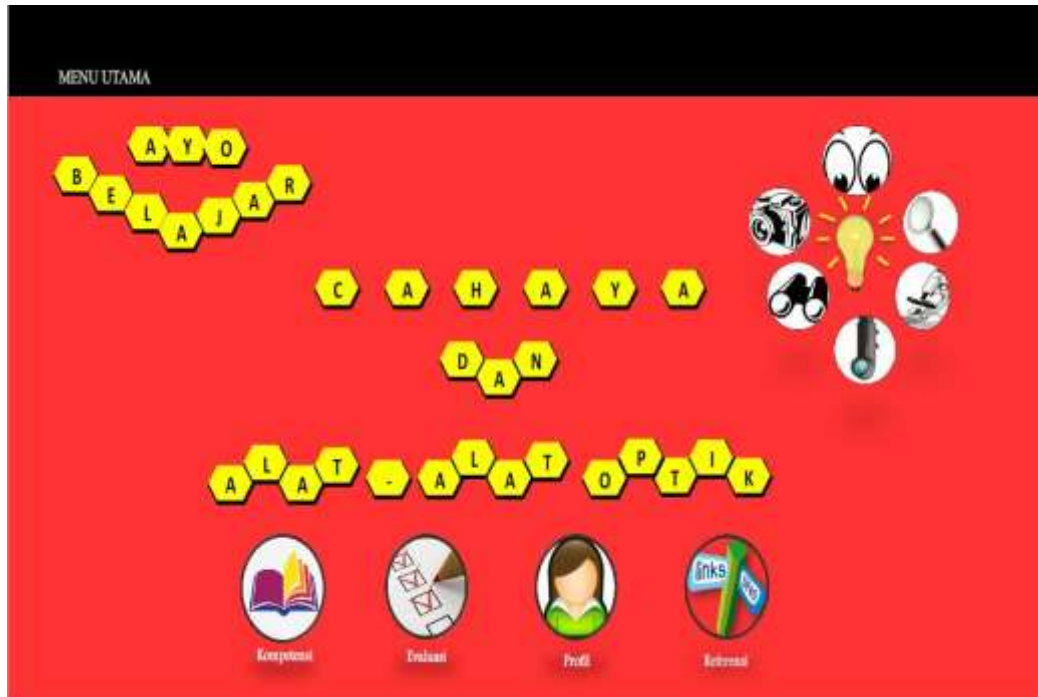 MENU UTAMA
AYO
BELAJAR
CAHAYA
DAN
ALAT-ALAT OPTIK
links
Kompetensi
Evaluasi
Profil
Referensi